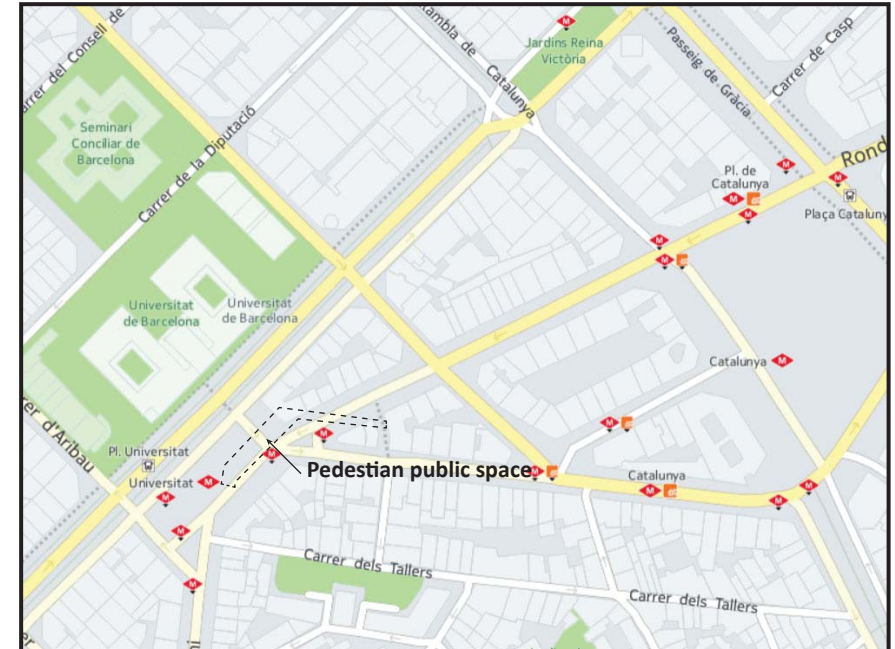 rrer del Consell de
Rambla de
Catalunya
Jardins Reina
Victòria
Passeig de Gràcia
Carrer de Casp
Seminari
Conciliar de
Barcelona
Carrer de la Diputació
Pl. de
Catalunya
Rond
Plaça Cataluny
Universitat
de Barcelona
Universitat
de Barcelona
Catalunya
rer d'Aribau
Pl. Universitat
Universitat
Pedestian public space
Catalunya
Carrer dels Tallers
Carrer dels Tallers